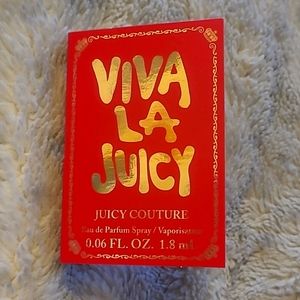 VIVA
LA
JUICY
JUICY COUTURE
Eau de Parfum Spray / Vaporisateur
0.06 FL. OZ. 1.8 ml